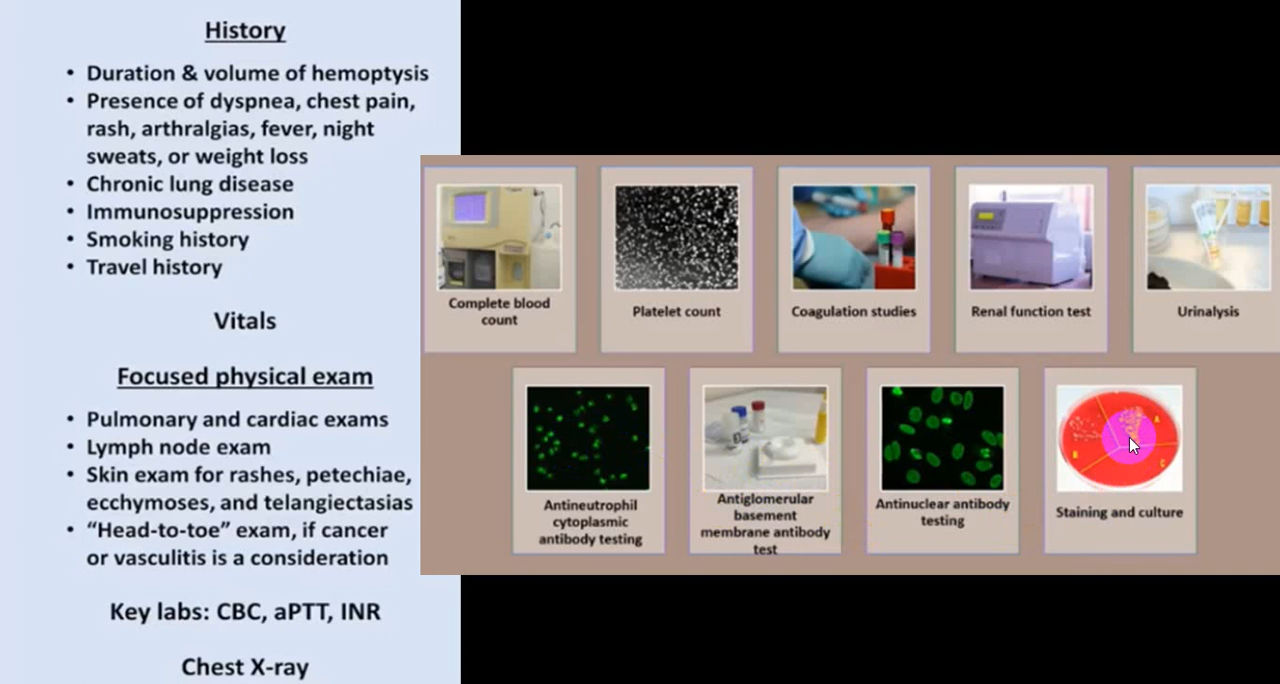 History
• Duration & volume of hemoptysis
• Presence of dyspnea, chest pain,
rash, arthralgias, fever, night
sweats, or weight loss
• Chronic lung disease
• Immunosuppression
• Smoking history
• Travel history
Vitals
Focused physical exam
• Pulmonary and cardiac exams
• Lymph node exam
• Skin exam for rashes, petechiae,
ecchymoses, and telangiectasias
• “Head-to-toe” exam, if cancer
or vasculitis is a consideration
Key labs: CBC, aPTT, INR
Chest X-ray
Complete blood
count
Platelet count
Coagulation studies
Renal function test
Urinalysis
Antineutrophil
cytoplasmic
antibody testing
Antiglomerular
basement
membrane antibody
test
Antinuclear antibody
testing
A
B
C
Staining and culture